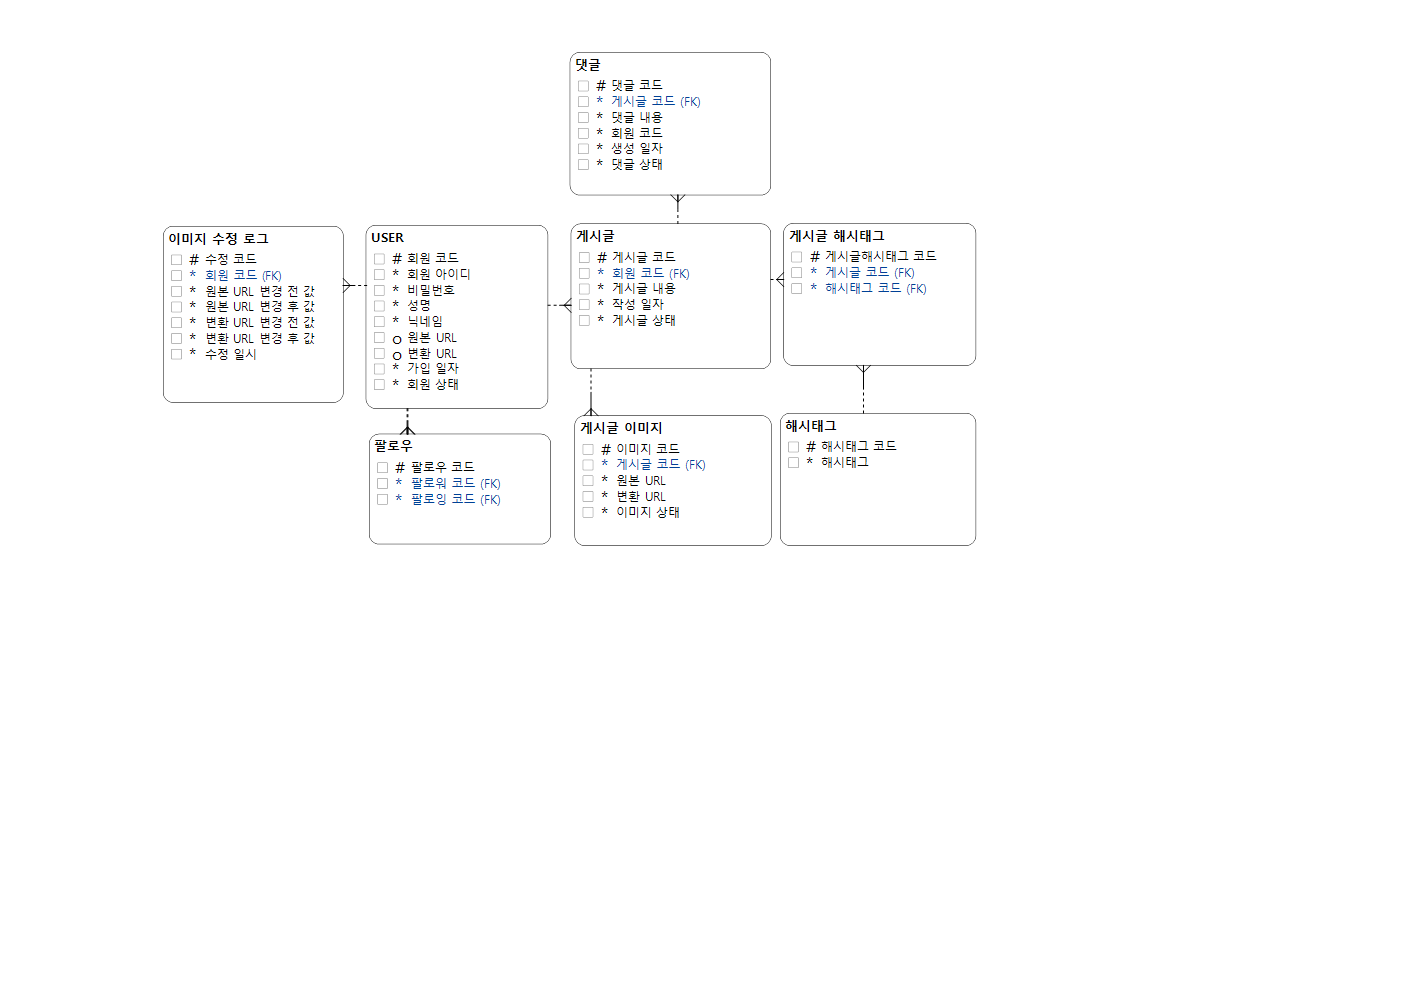 댓글
# 댓글 코드
* 게시글 코드 (FK)
* 댓글 내용
* 회원 코드
* 생성 일자
* 댓글 상태
이미지 수정 로그
# 수정 코드
* 회원 코드 (FK)
* 원본 URL 변경 전 값
* 원본 URL 변경 후 값
* 변환 URL 변경 전 값
* 변환 URL 변경 후 값
* 수정 일시
USER
# 회원 코드
* 회원 아이디
* 비밀번호
* 성명
* 닉네임
o 원본 URL
o 변환 URL
* 가입 일자
* 회원 상태
게시글
# 게시글 코드
* 회원 코드 (FK)
* 게시글 내용
* 작성 일자
* 게시글 상태
게시글 해시태그
# 게시글해시태그 코드
* 게시글 코드 (FK)
* 해시태그 코드 (FK)
팔로우
# 팔로우 코드
* 팔로워 코드 (FK)
* 팔로잉 코드 (FK)
게시글 이미지
# 이미지 코드
* 게시글 코드 (FK)
* 원본 URL
* 변환 URL
* 이미지 상태
해시태그
# 해시태그 코드
* 해시태그